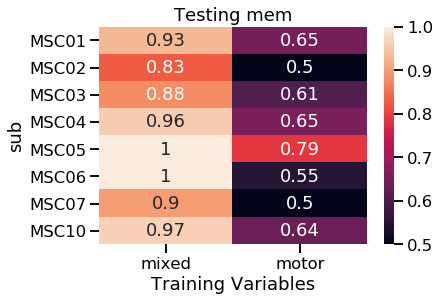 Testing mem
sub
MSC01 0.93 0.65
MSC02 0.83 0.5
MSC03 0.88 0.61
MSC04 0.96 0.65
MSC05 1 0.79
MSC06 1 0.55
MSC07 0.9 0.5
MSC10 0.97 0.64
mixed motor
Training Variables
1.0
0.9
0.8
0.7
0.6
0.5